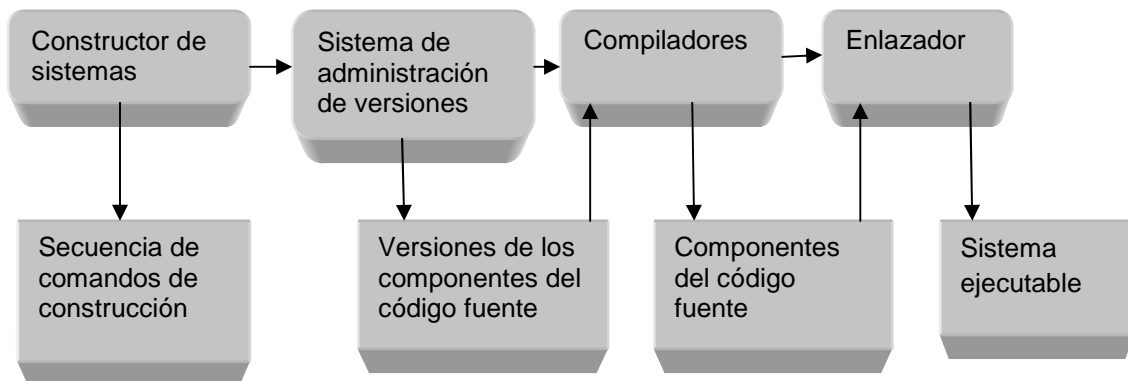 Constructor de
sistemas
Sistema de
administración
de versiones
Compiladores
Enlazador
Secuencia de
comandos de
construcción
Versiones de los
componentes del
código fuente
Componentes
del código
fuente
Sistema
ejecutable